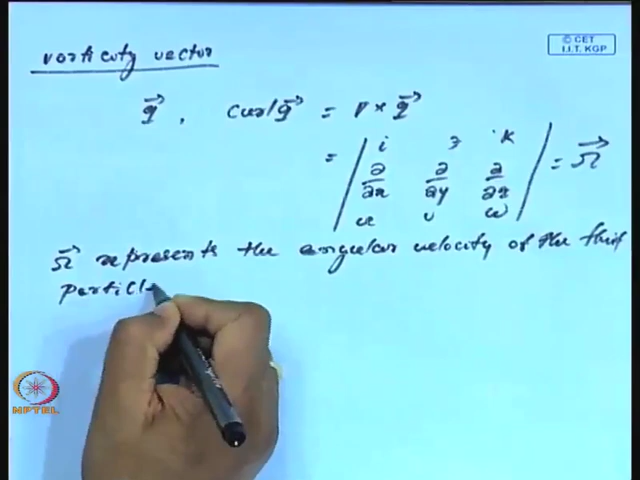 vorticity vector
© CET
I.I.T. KGP
q⃗ , curl q⃗ = ∇ × q⃗
= | i j k |
| ∂/∂x ∂/∂y ∂/∂z | = Ω⃗
| u v w |
Ω⃗ represents the angular velocity of the fluid
particle
NPTEL